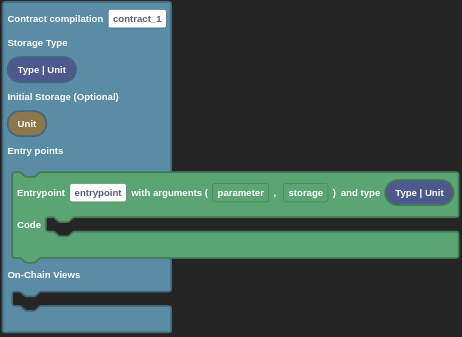 Contract compilation contract_1
Storage Type
Type | Unit
Initial Storage (Optional)
Unit
Entry points
Entrypoint entrypoint with arguments ( parameter , storage ) and type Type | Unit
Code
On-Chain Views